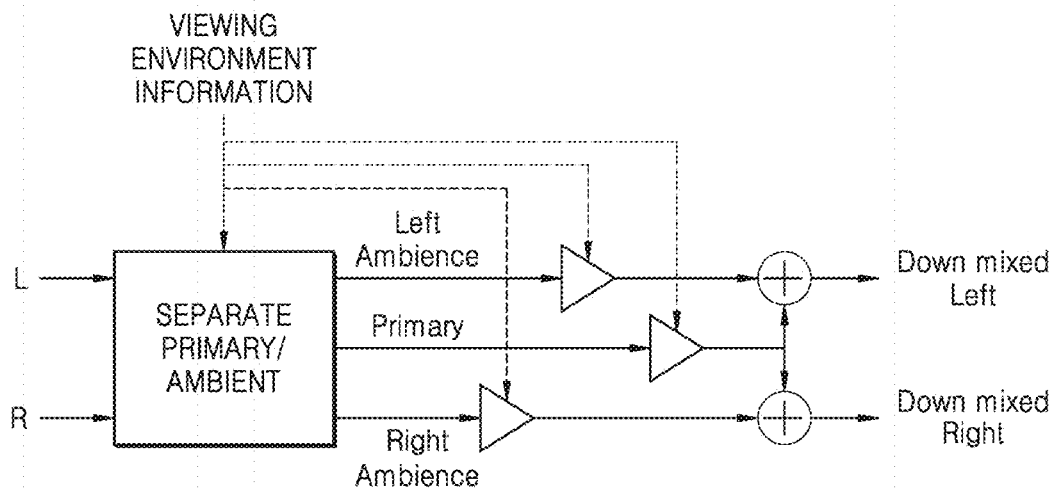 VIEWING
ENVIRONMENT
INFORMATION
Left
Ambience
L
Down mixed
Left
SEPARATE
PRIMARY/
AMBIENT
Primary
R
Right
Ambience
Down mixed
Right